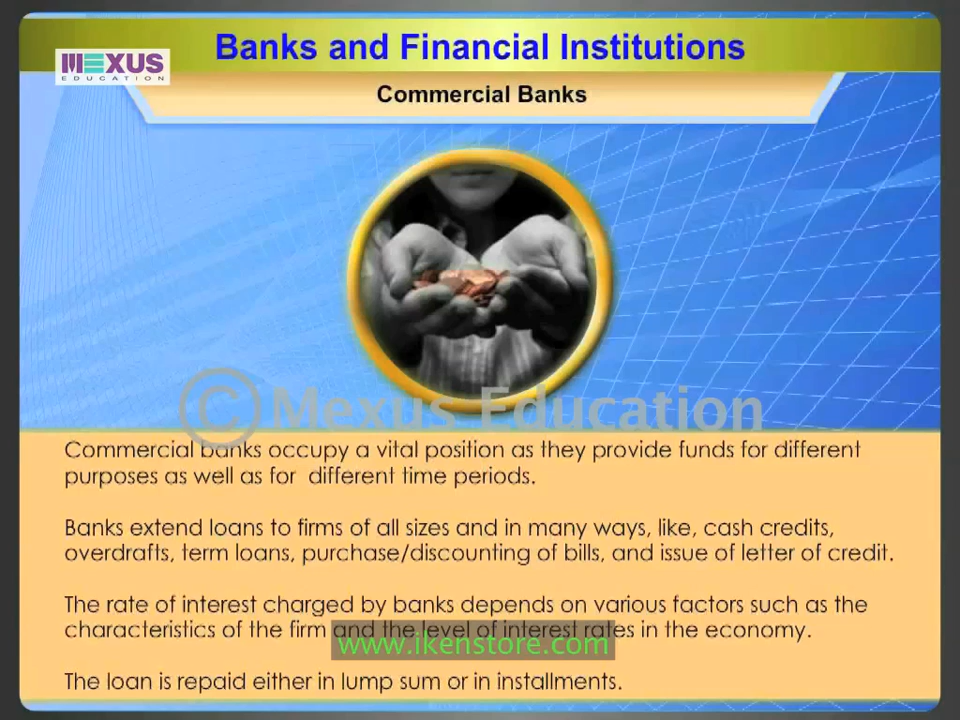 Banks and Financial Institutions
MEXUS
EDUCATION
Commercial Banks
© Mexus Education
Commercial banks occupy a vital position as they provide funds for different
purposes as well as for different time periods.
Banks extend loans to firms of all sizes and in many ways, like, cash credits,
overdrafts, term loans, purchase/discounting of bills, and issue of letter of credit.
The rate of interest charged by banks depends on various factors such as the
characteristics of the firm and the level of interest rates in the economy.
www.ikenstore.com
The loan is repaid either in lump sum or in installments.